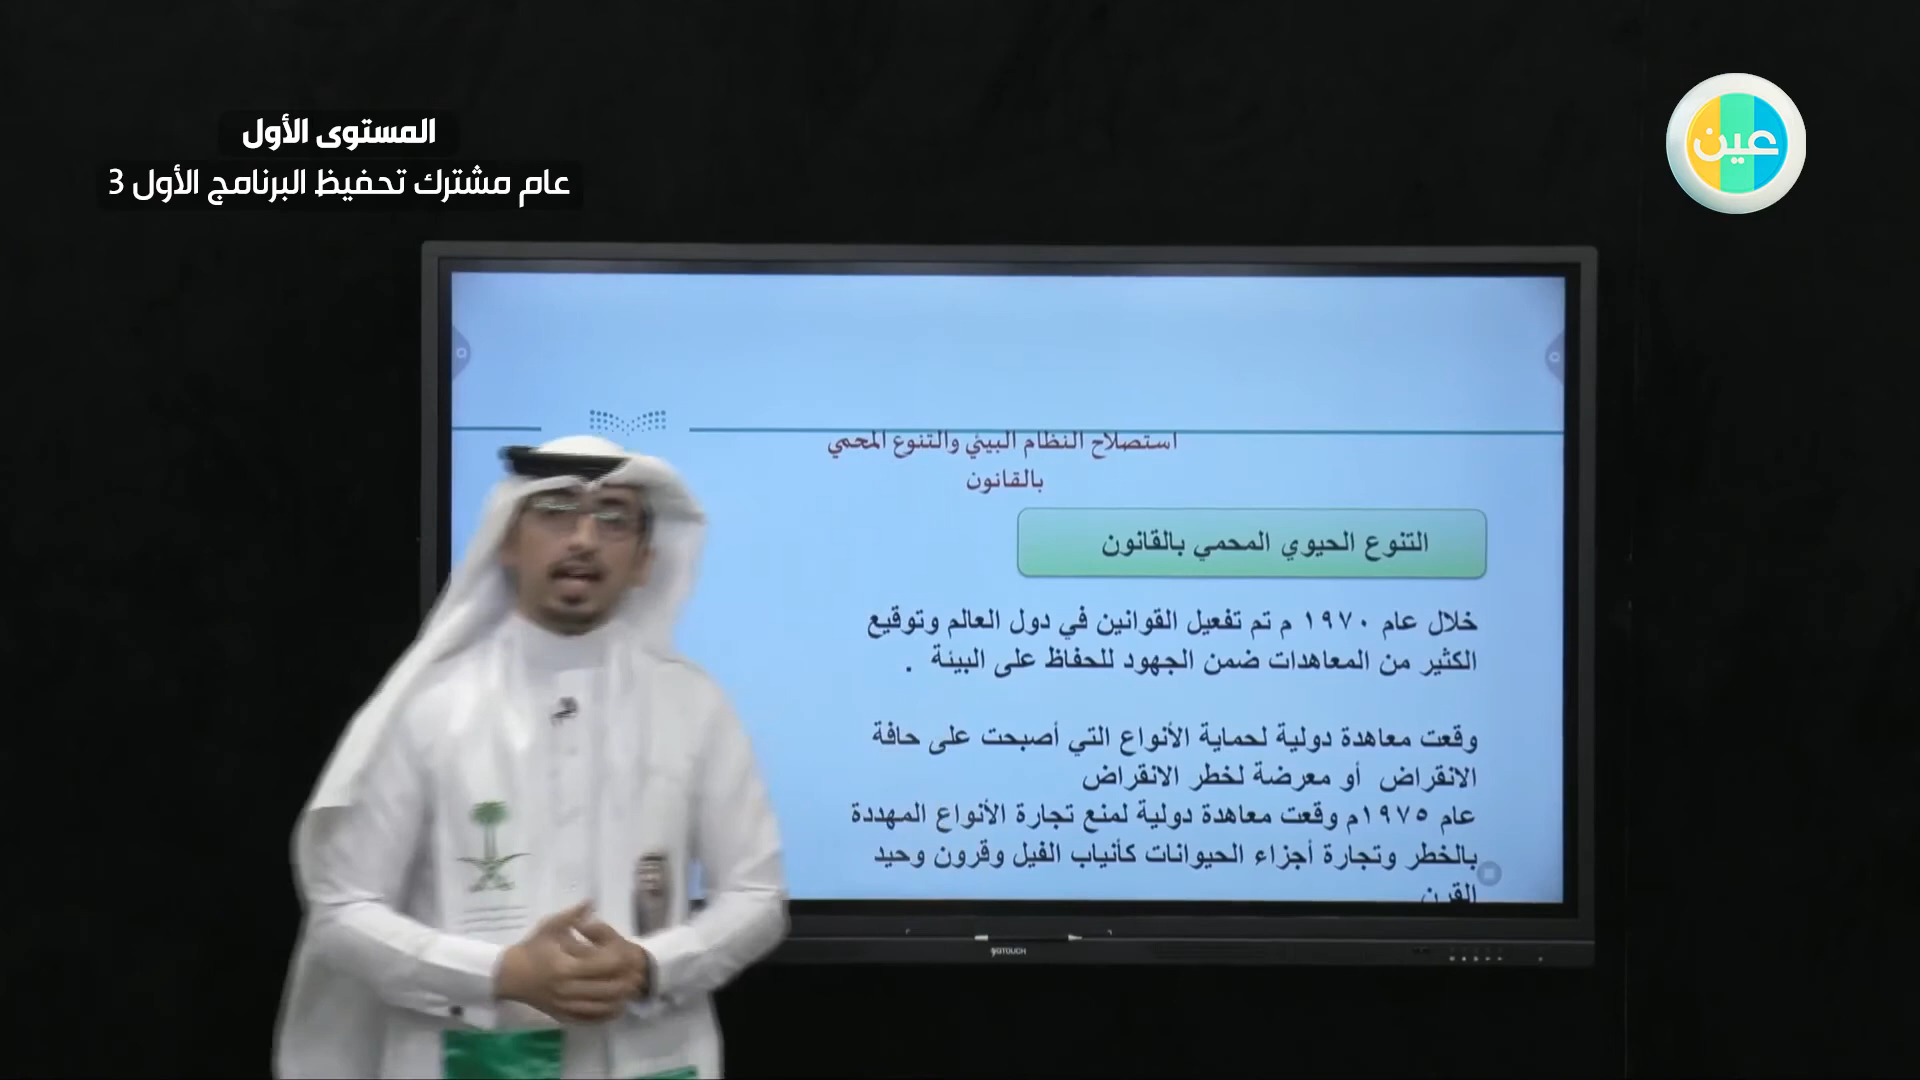 المستوى الأول
عام مشترك تحفيظ البرنامج الأول 3
عين
استصلاح النظام البيئي والتنوع المحمي
بالقانون
التنوع الحيوي المحمي بالقانون
خلال عام ١٩٧٠ م تم تفعيل القوانين في دول العالم وتوقيع
الكثير من المعاهدات ضمن الجهود للحفاظ على البيئة .
وقعت معاهدة دولية لحماية الأنواع التي أصبحت على حافة
الانقراض أو معرضة لخطر الانقراض
عام ١٩٧٥م وقعت معاهدة دولية لمنع تجارة الأنواع المهددة
بالخطر وتجارة أجزاء الحيوانات كأنياب الفيل وقرون وحيد
القرن